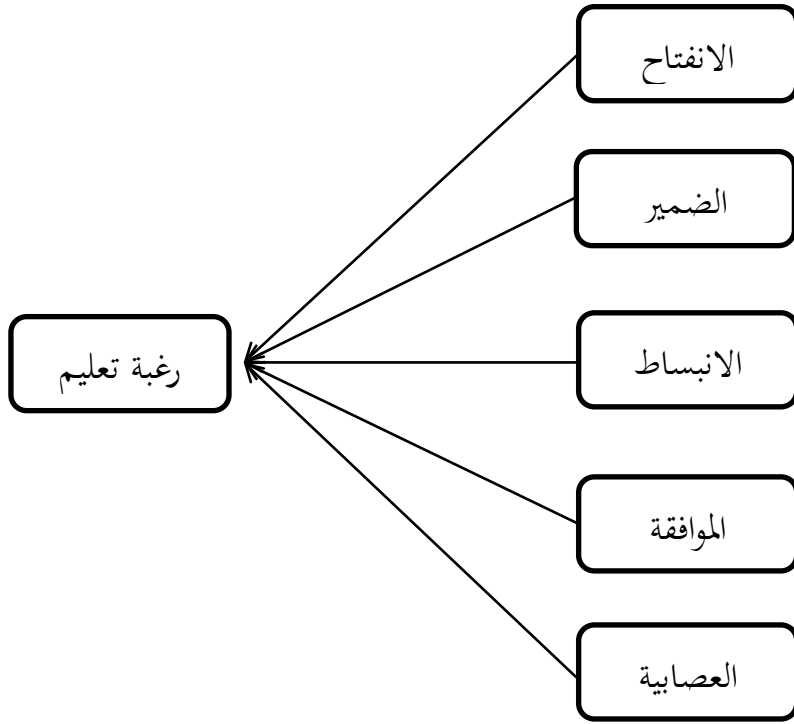 الانفتاح
الضمير
الانبساط
رغبة تعليم
الموافقة
العصابية